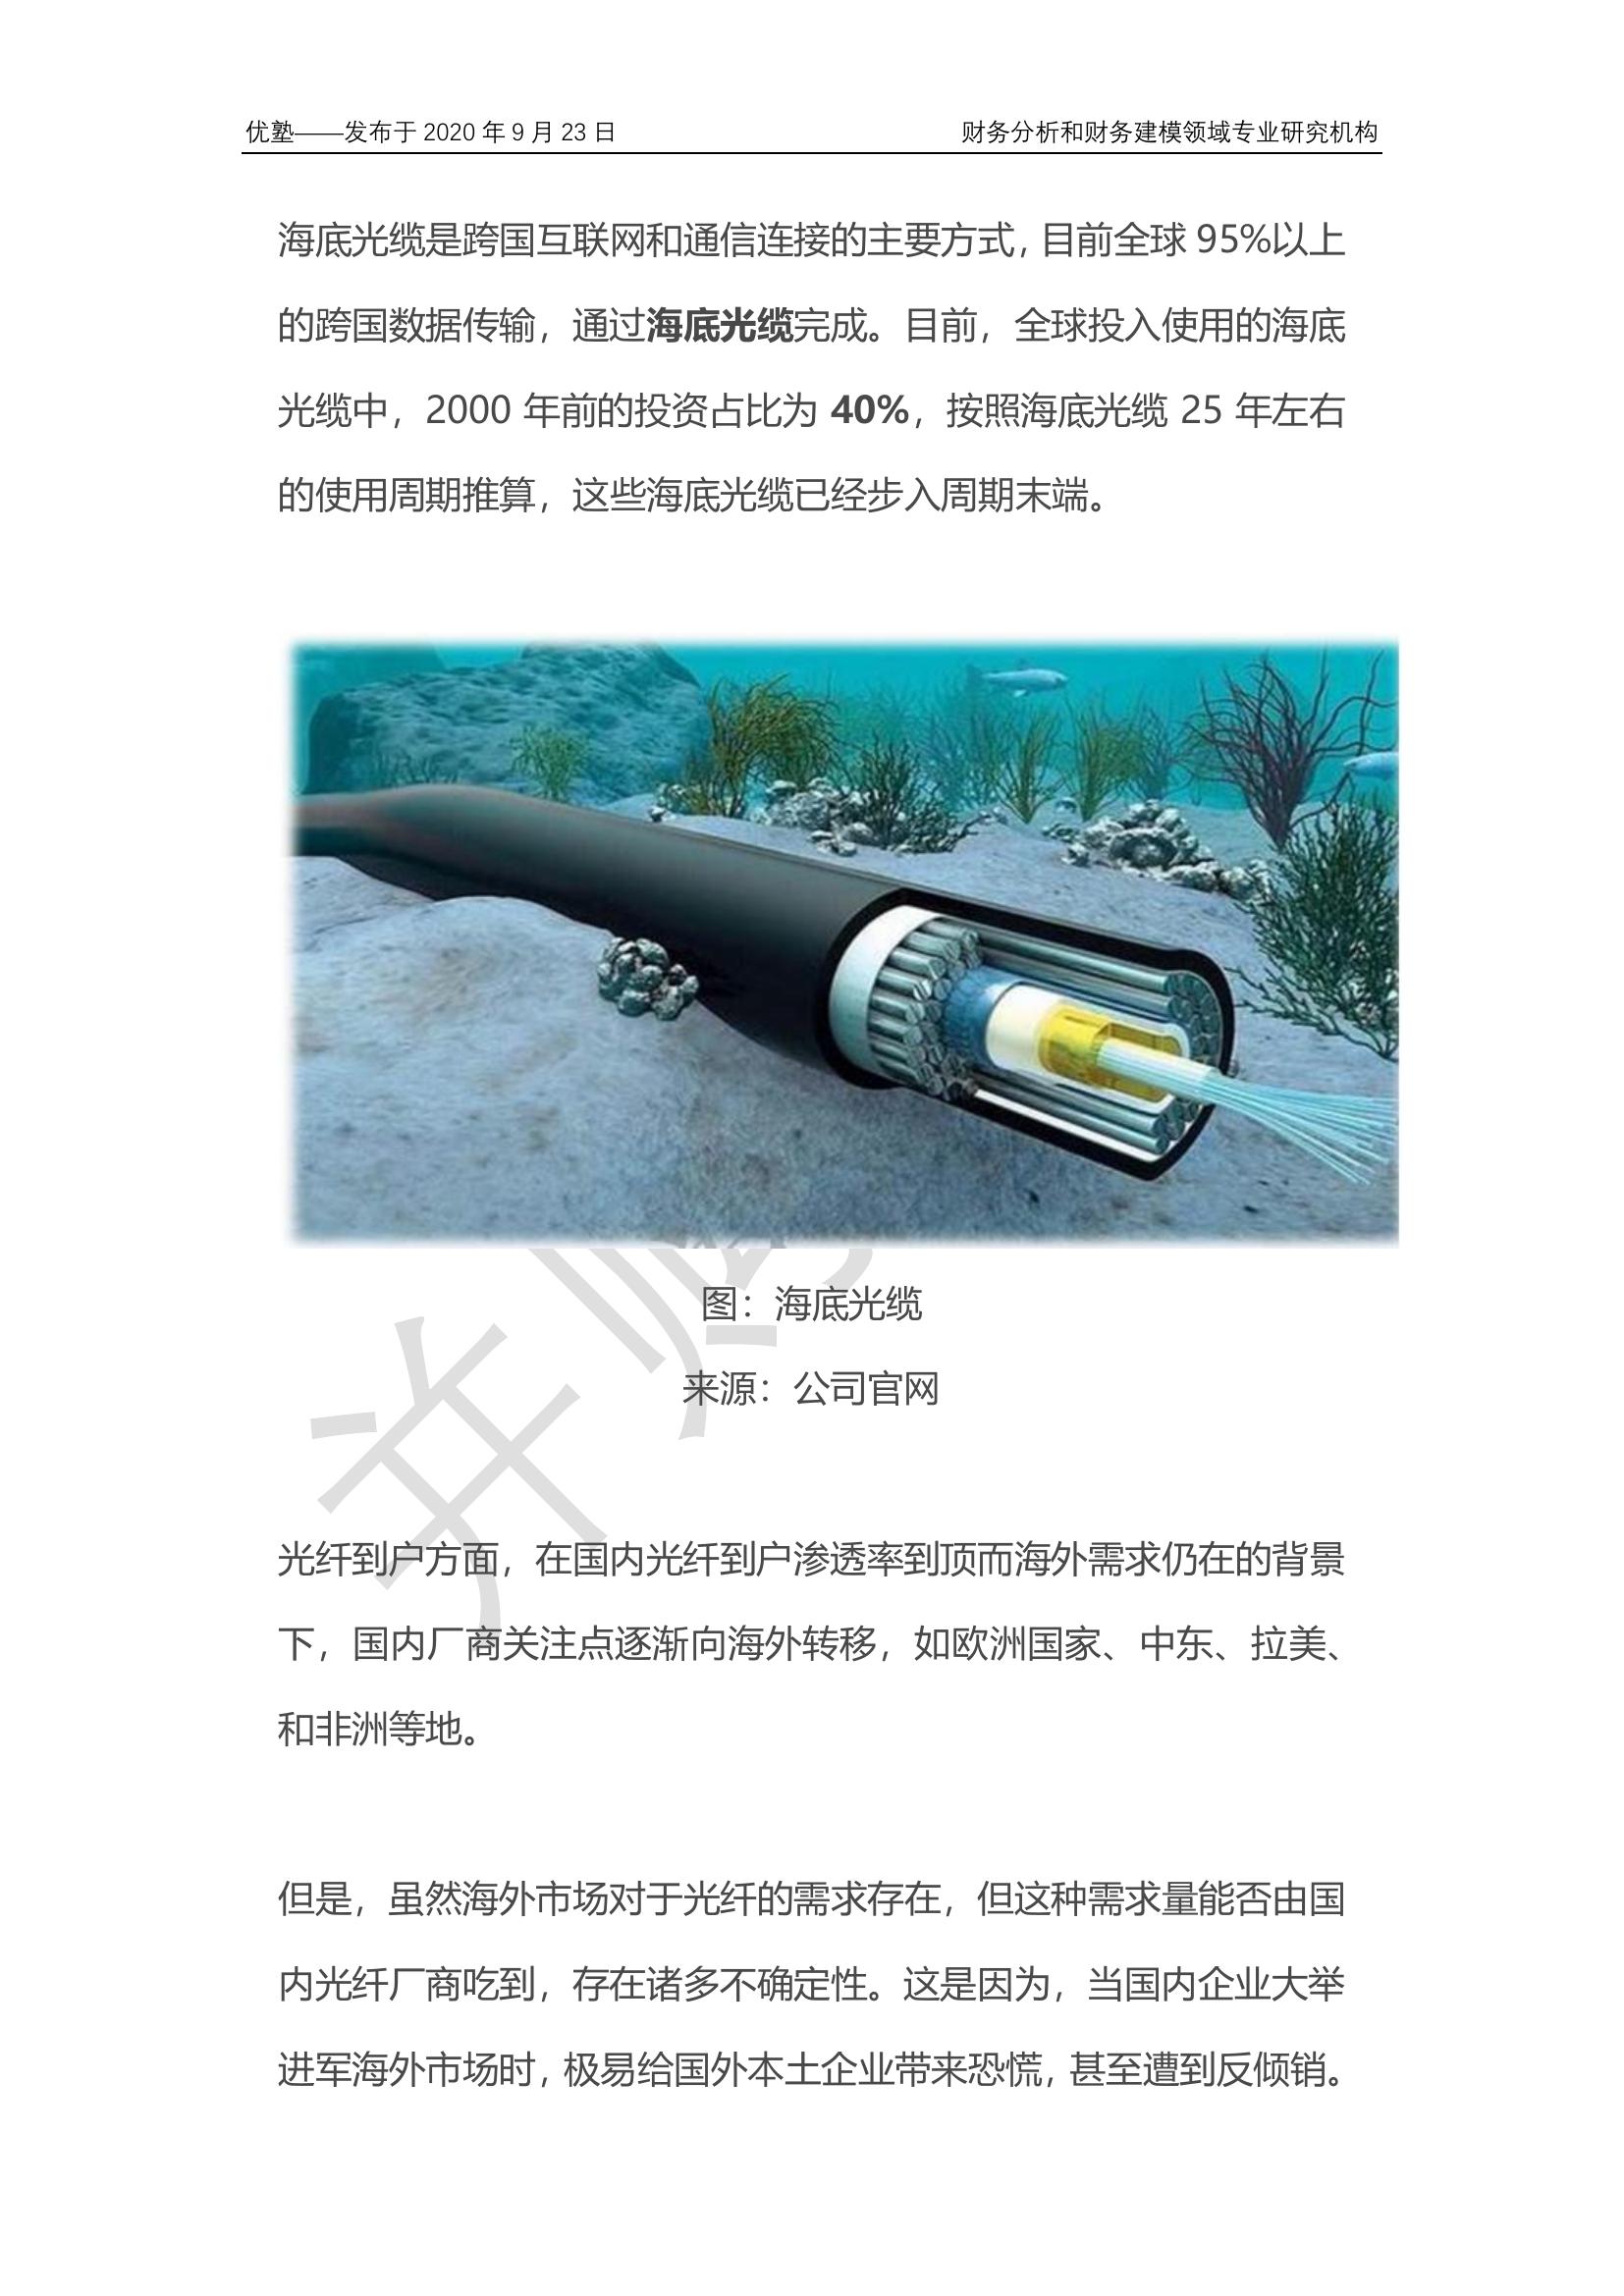 优塾——发布于 2020 年 9 月 23 日 财务分析和财务建模领域专业研究机构
海底光缆是跨国互联网和通信连接的主要方式，目前全球 95%以上
的跨国数据传输，通过海底光缆完成。目前，全球投入使用的海底
光缆中，2000 年前的投资占比为 40%，按照海底光缆 25 年左右
的使用周期推算，这些海底光缆已经步入周期末端。
图：海底光缆
来源：公司官网
光纤到户方面，在国内光纤到户渗透率到顶而海外需求仍在的背景
下，国内厂商关注点逐渐向海外转移，如欧洲国家、中东、拉美、
和非洲等地。
但是，虽然海外市场对于光纤的需求存在，但这种需求量能否由国
内光纤厂商吃到，存在诸多不确定性。这是因为，当国内企业大举
进军海外市场时，极易给国外本土企业带来恐慌，甚至遭到反倾销。